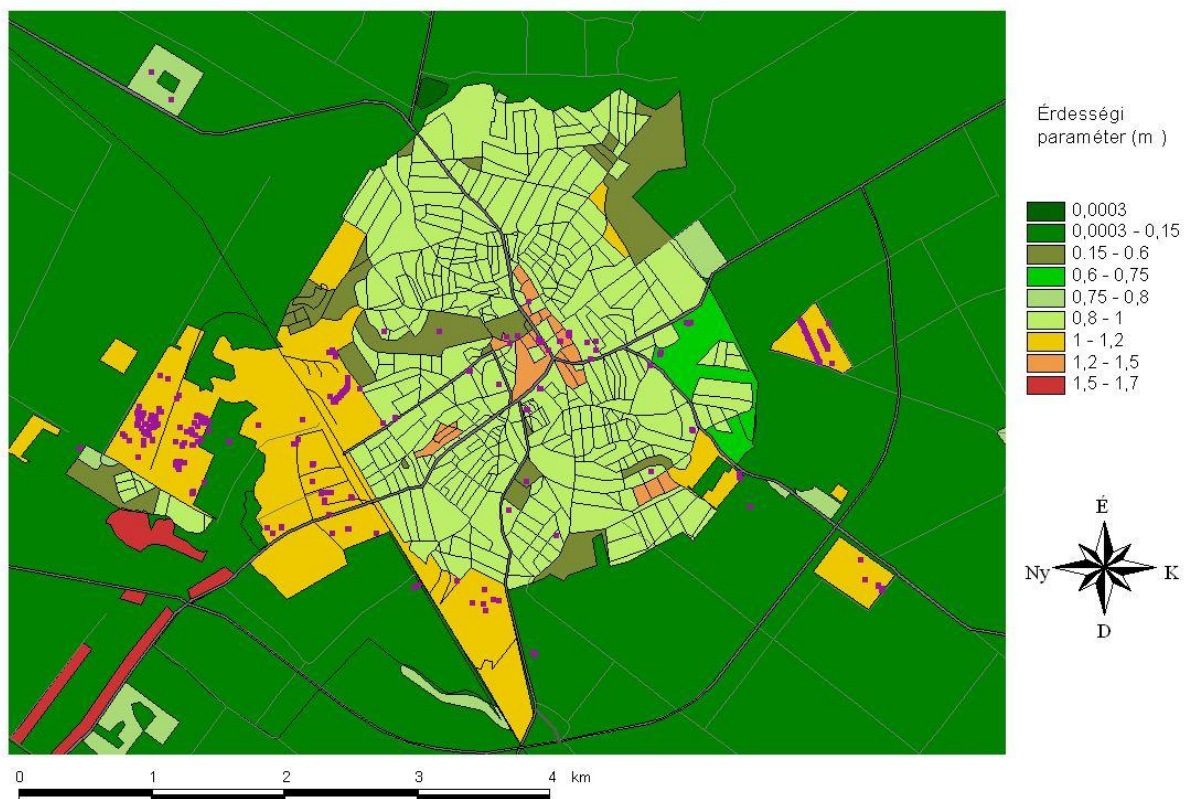 Érdességi
paraméter (m )
0,0003
0,0003 - 0,15
0.15 - 0.6
0,6 - 0,75
0,75 - 0,8
0,8 - 1
1 - 1,2
1,2 - 1,5
1,5 - 1,7
É
Ny
K
D
0 1 2 3 4 km